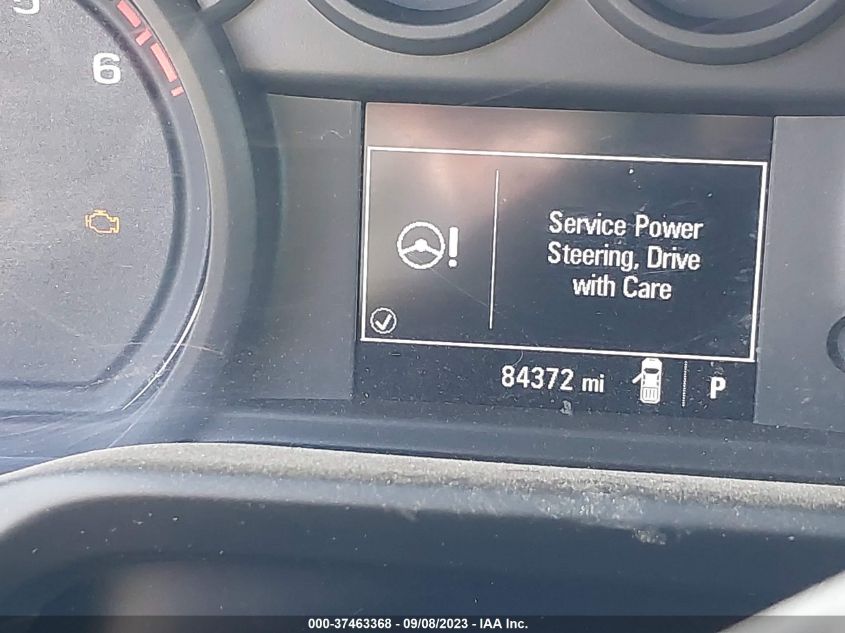 6
Service Power
Steering, Drive
with Care
84372 mi
P
000-37463368 - 09/08/2023 - IAA Inc.